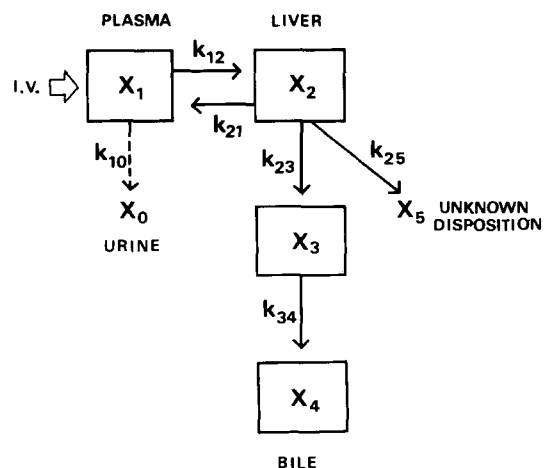 PLASMA
LIVER
I.V.
X1
k12
k21
X2
k10
k23
k25
X0
URINE
X3
X5 UNKNOWN
DISPOSITION
k34
X4
BILE